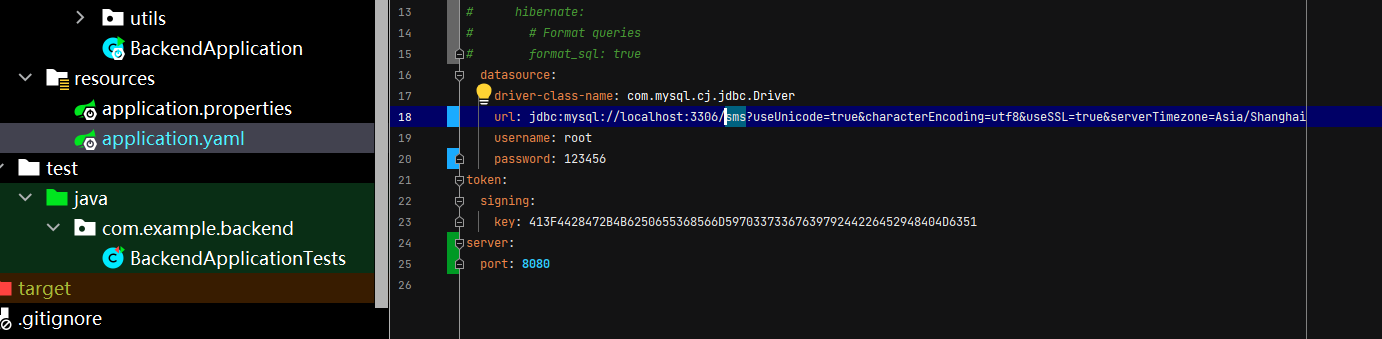 utils
BackendApplication
resources
application.properties
application.yaml
test
java
com.example.backend
BackendApplicationTests
target
.gitignore
13 # hibernate:
14 # # Format queries
15 # format_sql: true
16 datasource:
17 driver-class-name: com.mysql.cj.jdbc.Driver
18 url: jdbc:mysql://localhost:3306/sms?useUnicode=true&characterEncoding=utf8&useSSL=true&serverTimezone=Asia/Shanghai
19 username: root
20 password: 123456
21 token:
22 signing:
23 key: 413F4428472B4B6250655368566D5970337336763979244226452948404D6351
24 server:
25 port: 8080
26